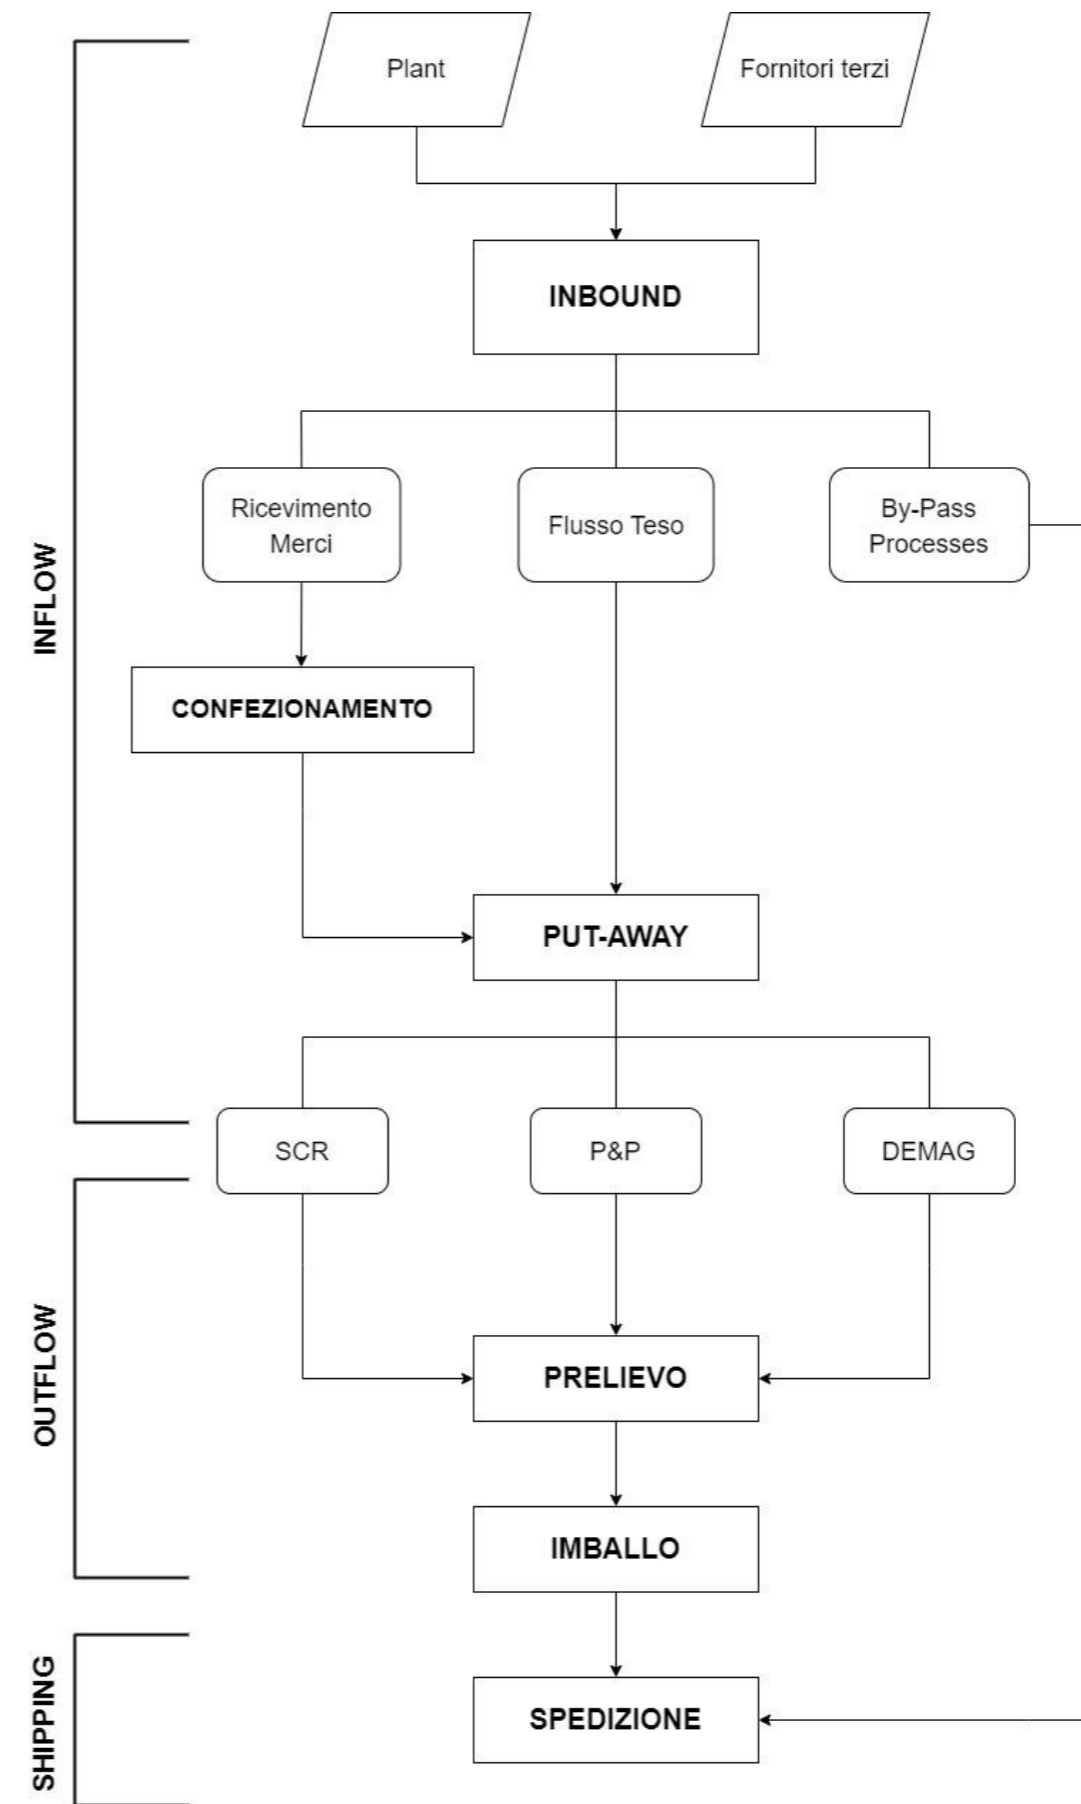 Plant
Fornitori terzi
INBOUND
Ricevimento
Merci
Flusso Teso
By-Pass
Processes
INFLOW
CONFEZIONAMENTO
PUT-AWAY
SCR
P&P
DEMAG
OUTFLOW
PRELIEVO
IMBALLO
SHIPPING
SPEDIZIONE